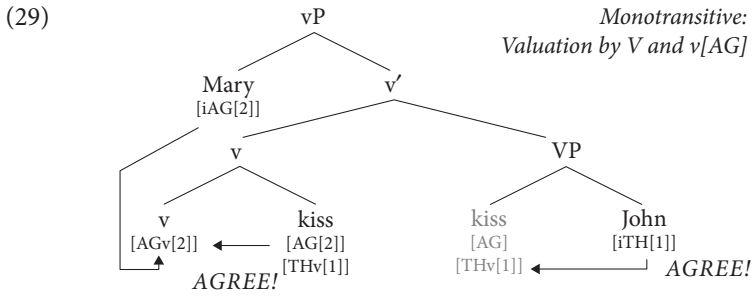 (29) vP Monotransitive:
Valuation by V and v[AG]
Mary v′
[iAG[2]]
v VP
v kiss kiss John
[AGv[2]] [AG[2]] [AG] [iTH[1]]
[THv[1]] [THv[1]] AGREE!
AGREE!